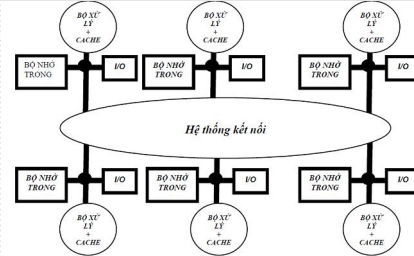 BỘ XỬ
LÝ
+
CACHE
BỘ XỬ
LÝ
+
CACHE
BỘ XỬ
LÝ
+
CACHE
BỘ NHỚ
TRONG
I/O
BỘ NHỚ
TRONG
I/O
BỘ NHỚ
TRONG
I/O
Hệ thống kết nối
BỘ NHỚ
TRONG
I/O
BỘ NHỚ
TRONG
I/O
BỘ NHỚ
TRONG
I/O
BỘ XỬ
LÝ
+
CACHE
BỘ XỬ
LÝ
+
CACHE
BỘ XỬ
LÝ
+
CACHE